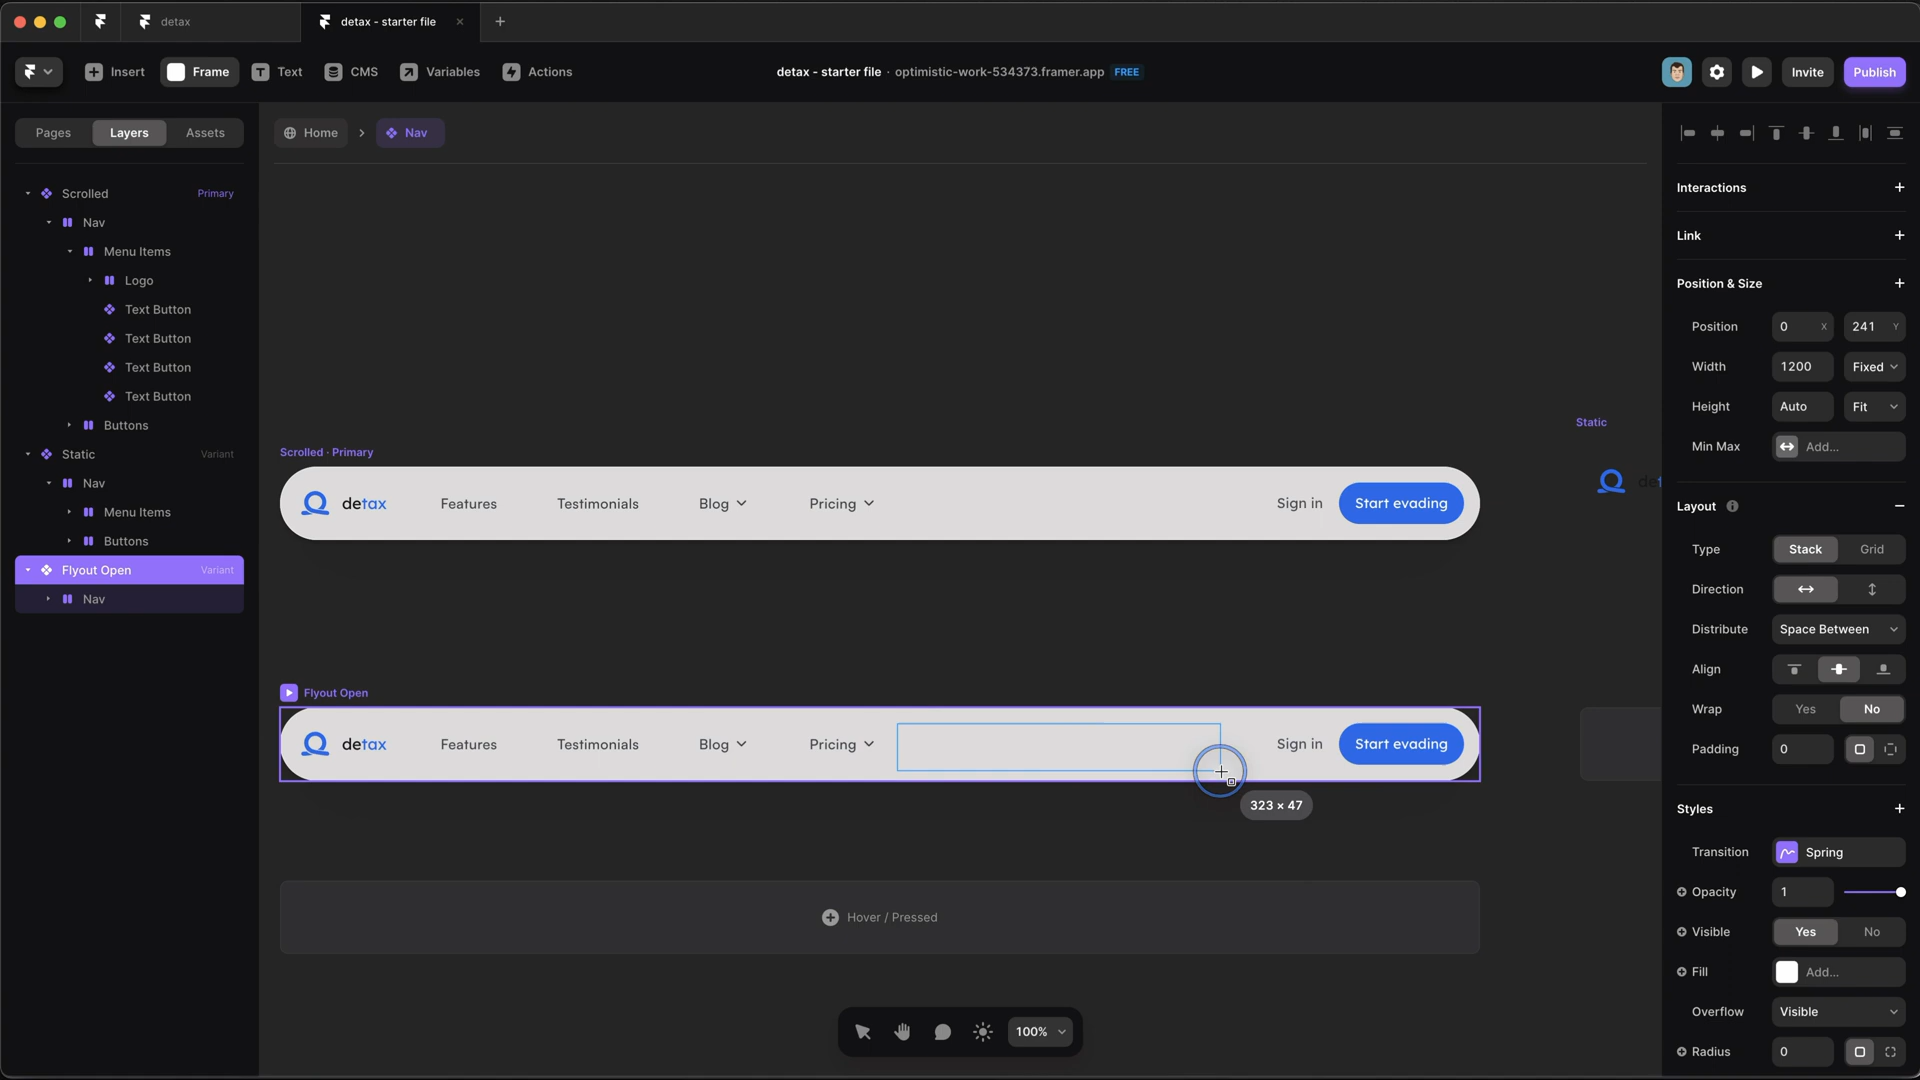 detax
detax - starter file
Insert
Frame
Text
CMS
Variables
Actions
detax - starter file · optimistic-work-534373.framer.app FREE
Invite
Publish
Pages
Layers
Assets
Home
Nav
Scrolled Primary
Nav
Menu Items
Logo
Text Button
Text Button
Text Button
Text Button
Buttons
Static Variant
Nav
Menu Items
Buttons
Flyout Open Variant
Nav
Static
Scrolled · Primary
detax Features Testimonials Blog Pricing Sign in Start evading
Flyout Open
detax Features Testimonials Blog Pricing Sign in Start evading
323 × 47
Hover / Pressed
100%
Interactions
Link
Position & Size
Position 0 X 241 Y
Width 1200 Fixed
Height Auto Fit
Min Max Add...
Layout
Type Stack Grid
Direction
Distribute Space Between
Align
Wrap Yes No
Padding 0
Styles
Transition Spring
Opacity 1
Visible Yes No
Fill Add...
Overflow Visible
Radius 0